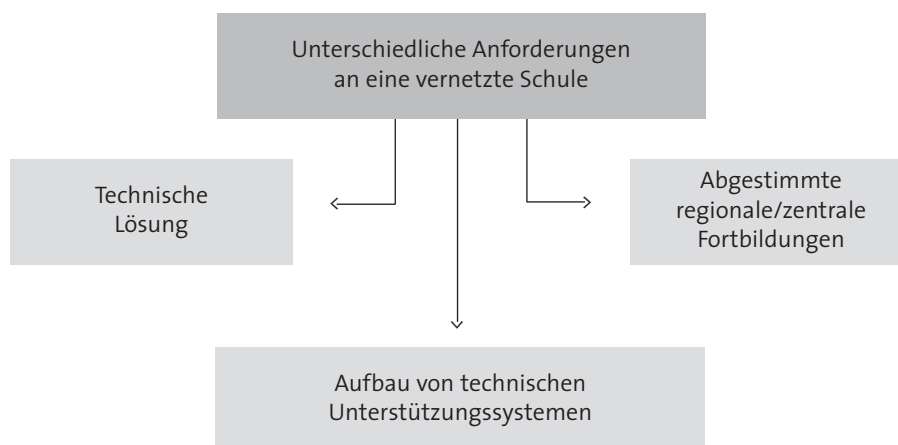 Unterschiedliche Anforderungen
an eine vernetzte Schule
Technische
Lösung
Abgestimmte
regionale/zentrale
Fortbildungen
Aufbau von technischen
Unterstützungssystemen